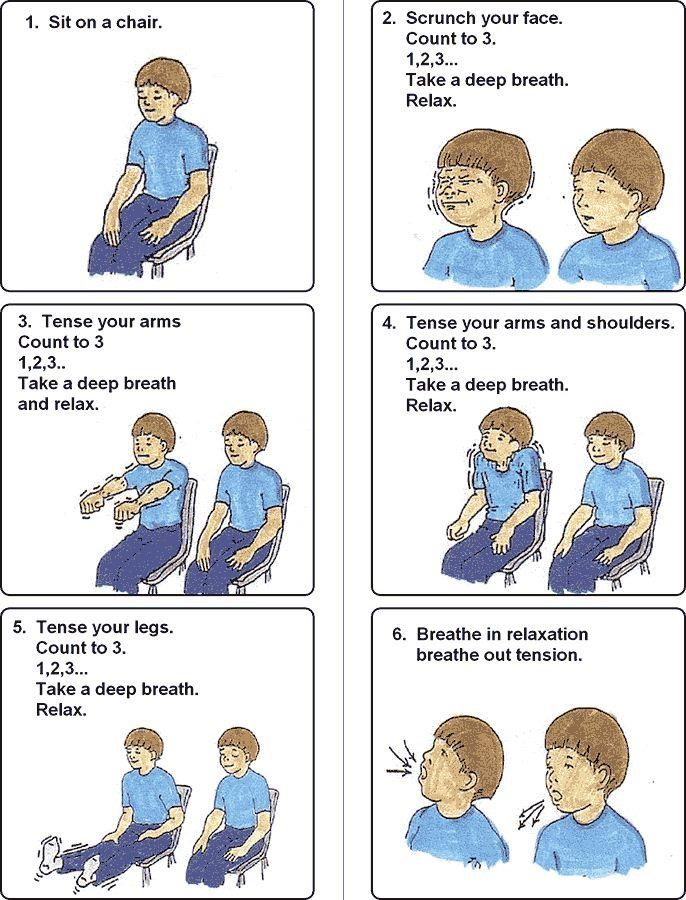 1. Sit on a chair.
2. Scrunch your face.
Count to 3.
1,2,3...
Take a deep breath.
Relax.
3. Tense your arms
Count to 3
1,2,3..
Take a deep breath
and relax.
4. Tense your arms and shoulders.
Count to 3.
1,2,3...
Take a deep breath.
Relax.
5. Tense your legs.
Count to 3.
1,2,3...
Take a deep breath.
Relax.
6. Breathe in relaxation
breathe out tension.